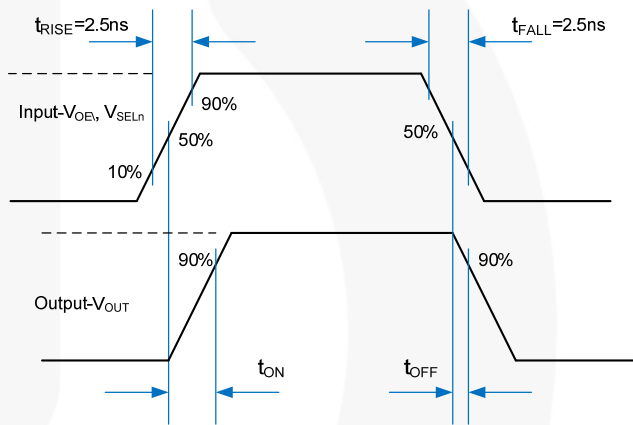 tRISE=2.5ns
tFALL=2.5ns
90%
Input-VOE\, VSELn
50%
50%
10%
90%
90%
Output-VOUT
tON
tOFF